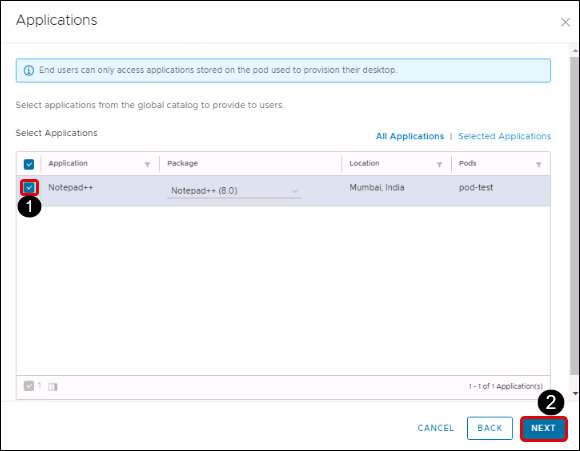 Applications
End users can only access applications stored on the pod used to provision their desktop.
Select applications from the global catalog to provide to users.
Select Applications
All Applications | Selected Applications
Application Package Location Pods
Notepad++ Notepad++ (8.0) Mumbai, India pod-test
1
1 1 - 1 of 1 Application(s)
2
CANCEL BACK NEXT